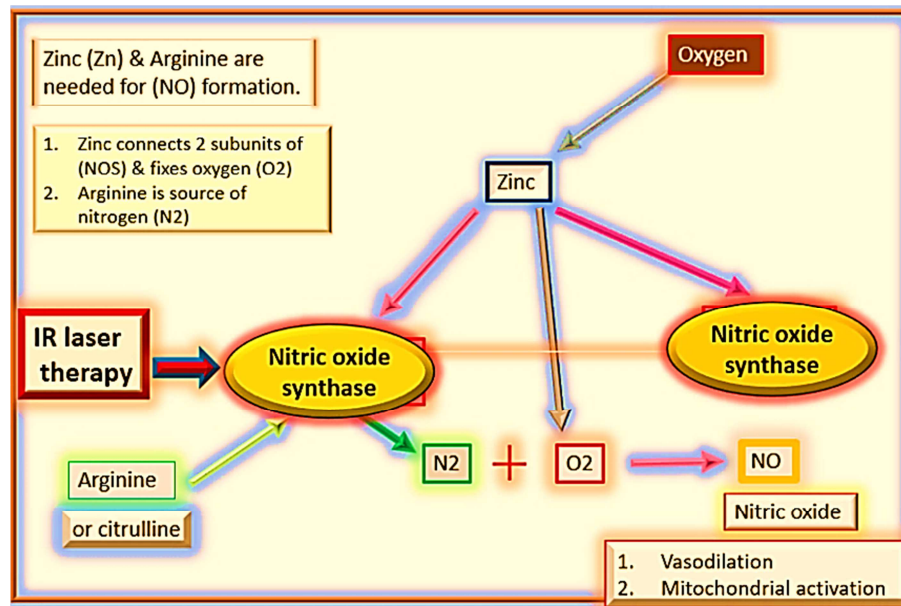 Zinc (Zn) & Arginine are
needed for (NO) formation.
Oxygen
1. Zinc connects 2 subunits of
(NOS) & fixes oxygen (O2)
2. Arginine is source of
nitrogen (N2)
Zinc
IR laser
therapy
Nitric oxide
synthase
Nitric oxide
synthase
N2 + O2
NO
Arginine
or citrulline
Nitric oxide
1. Vasodilation
2. Mitochondrial activation